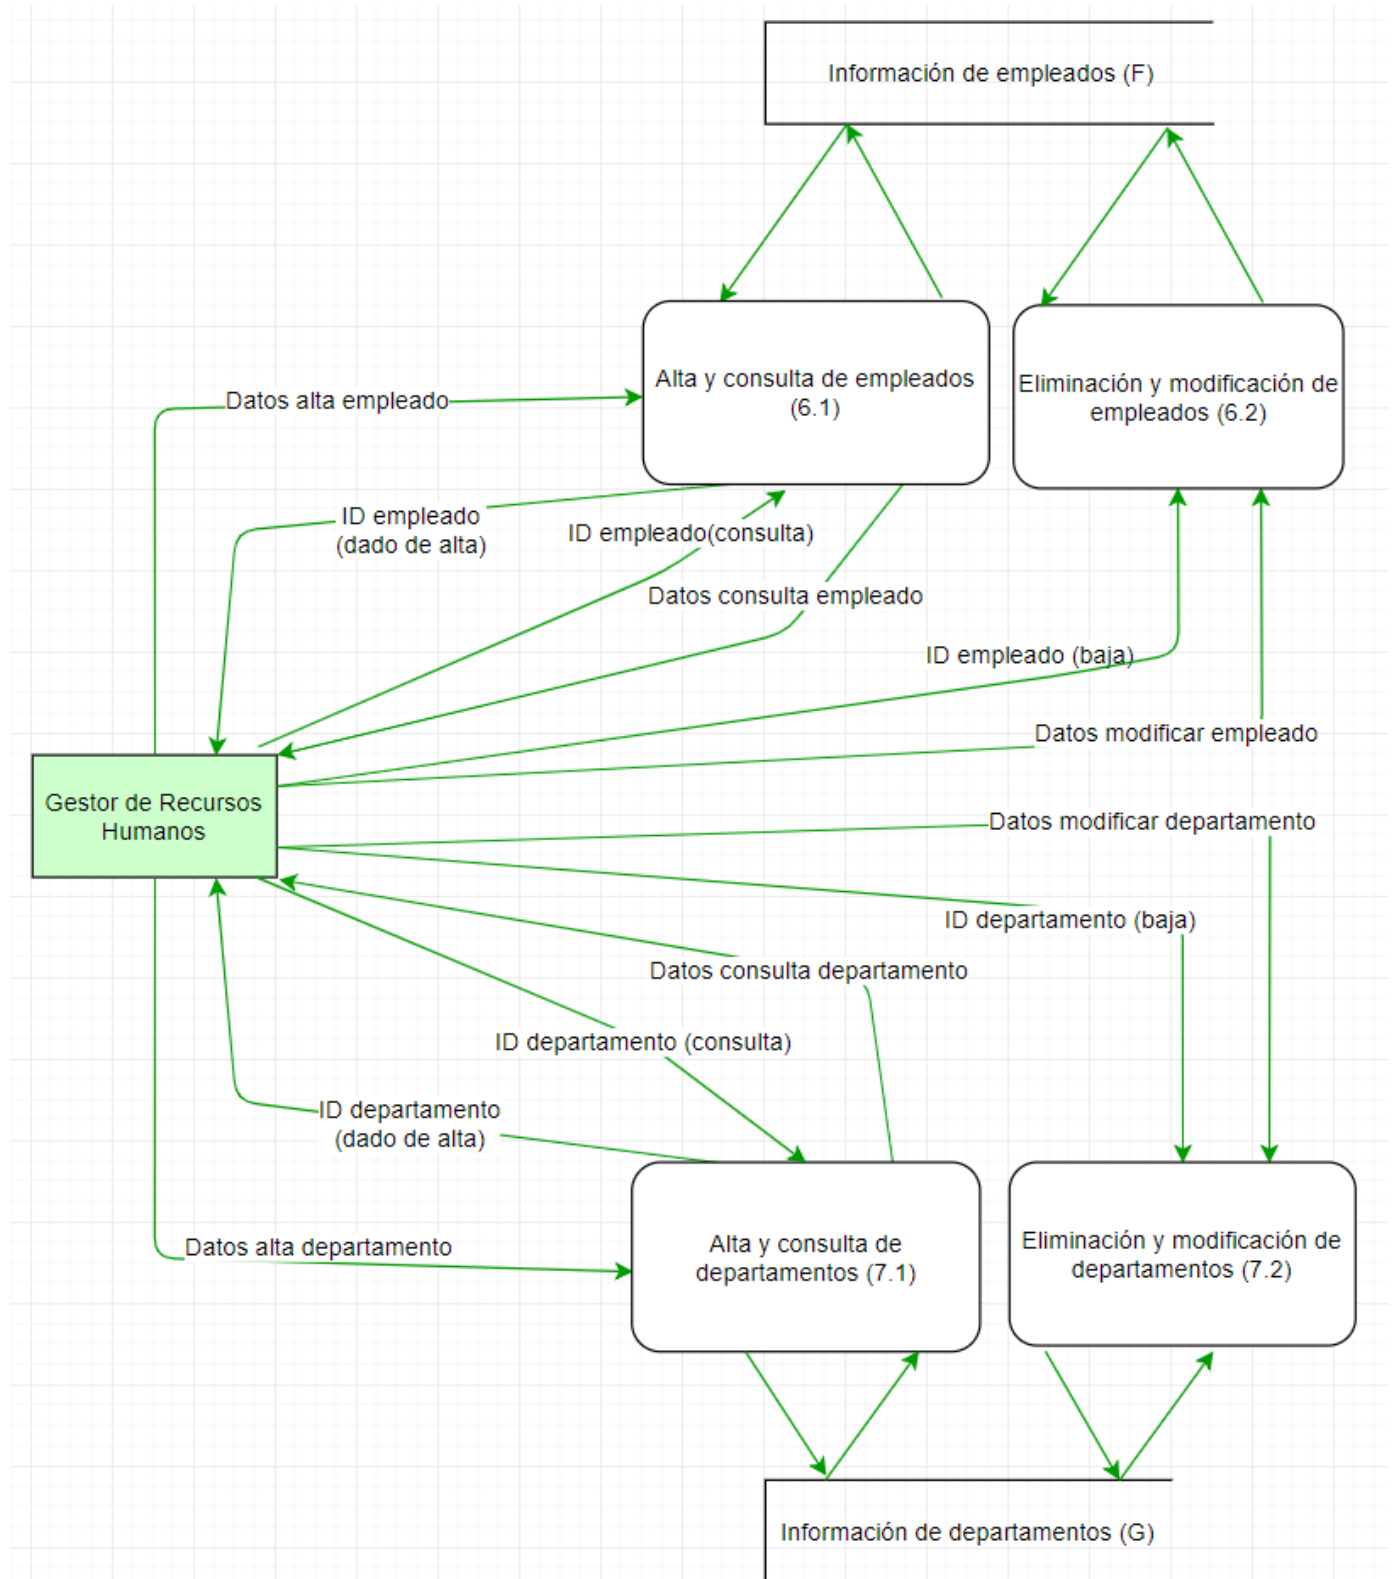 Información de empleados (F)
Alta y consulta de empleados
(6.1)
Eliminación y modificación de
empleados (6.2)
Datos alta empleado
ID empleado
(dado de alta)
ID empleado(consulta)
Datos consulta empleado
ID empleado (baja)
Datos modificar empleado
Gestor de Recursos
Humanos
Datos modificar departamento
ID departamento (baja)
Datos consulta departamento
ID departamento (consulta)
ID departamento
(dado de alta)
Datos alta departamento
Alta y consulta de
departamentos (7.1)
Eliminación y modificación de
departamentos (7.2)
Información de departamentos (G)